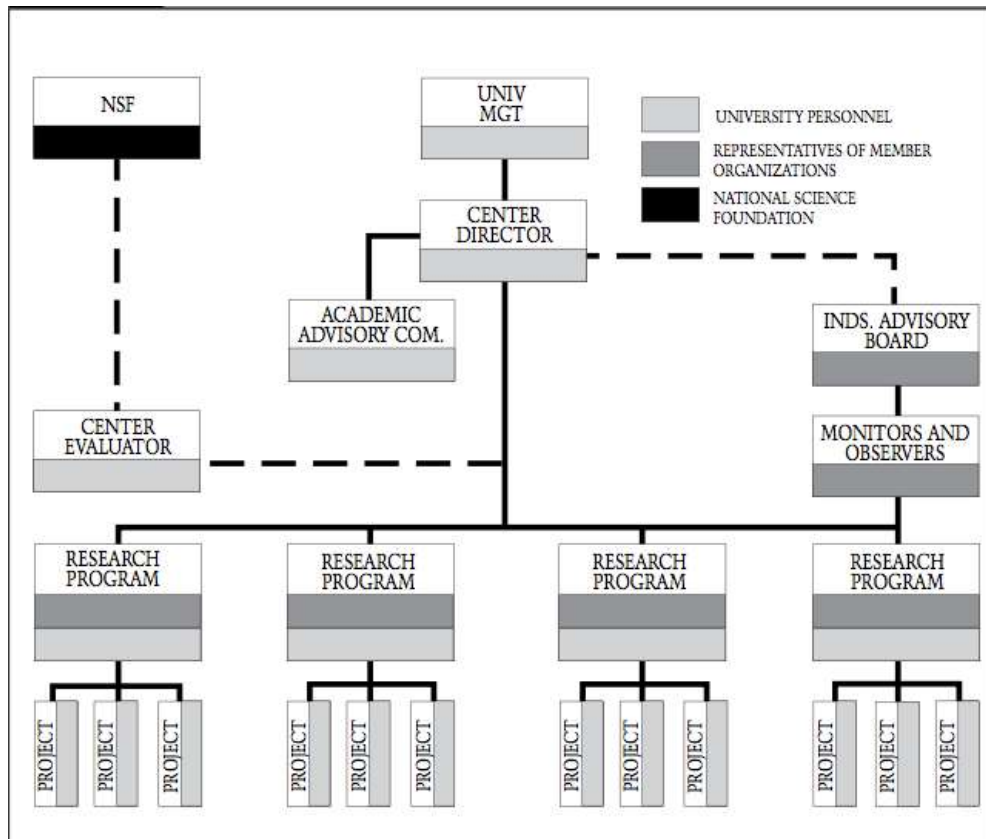 NSF
UNIV
MGT
UNIVERSITY PERSONNEL
REPRESENTATIVES OF MEMBER
ORGANIZATIONS
NATIONAL SCIENCE
FOUNDATION
CENTER
DIRECTOR
ACADEMIC
ADVISORY COM.
INDS. ADVISORY
BOARD
CENTER
EVALUATOR
MONITORS AND
OBSERVERS
RESEARCH
PROGRAM
RESEARCH
PROGRAM
RESEARCH
PROGRAM
RESEARCH
PROGRAM
PROJECT
PROJECT
PROJECT
PROJECT
PROJECT
PROJECT
PROJECT
PROJECT
PROJECT
PROJECT
PROJECT
PROJECT